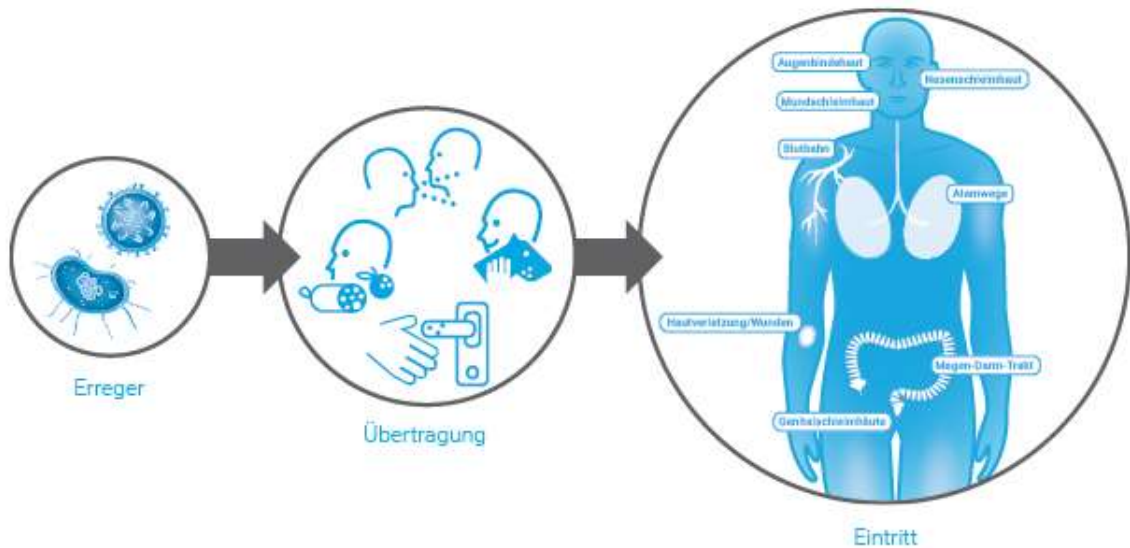 Augenbindehaut
Nasenschleimhaut
Mundschleimhaut
Blutbahn
Atemwege
Hautverletzung/Wunden
Magen-Darm-Trakt
Genitalschleimhäute
Erreger
Übertragung
Eintritt